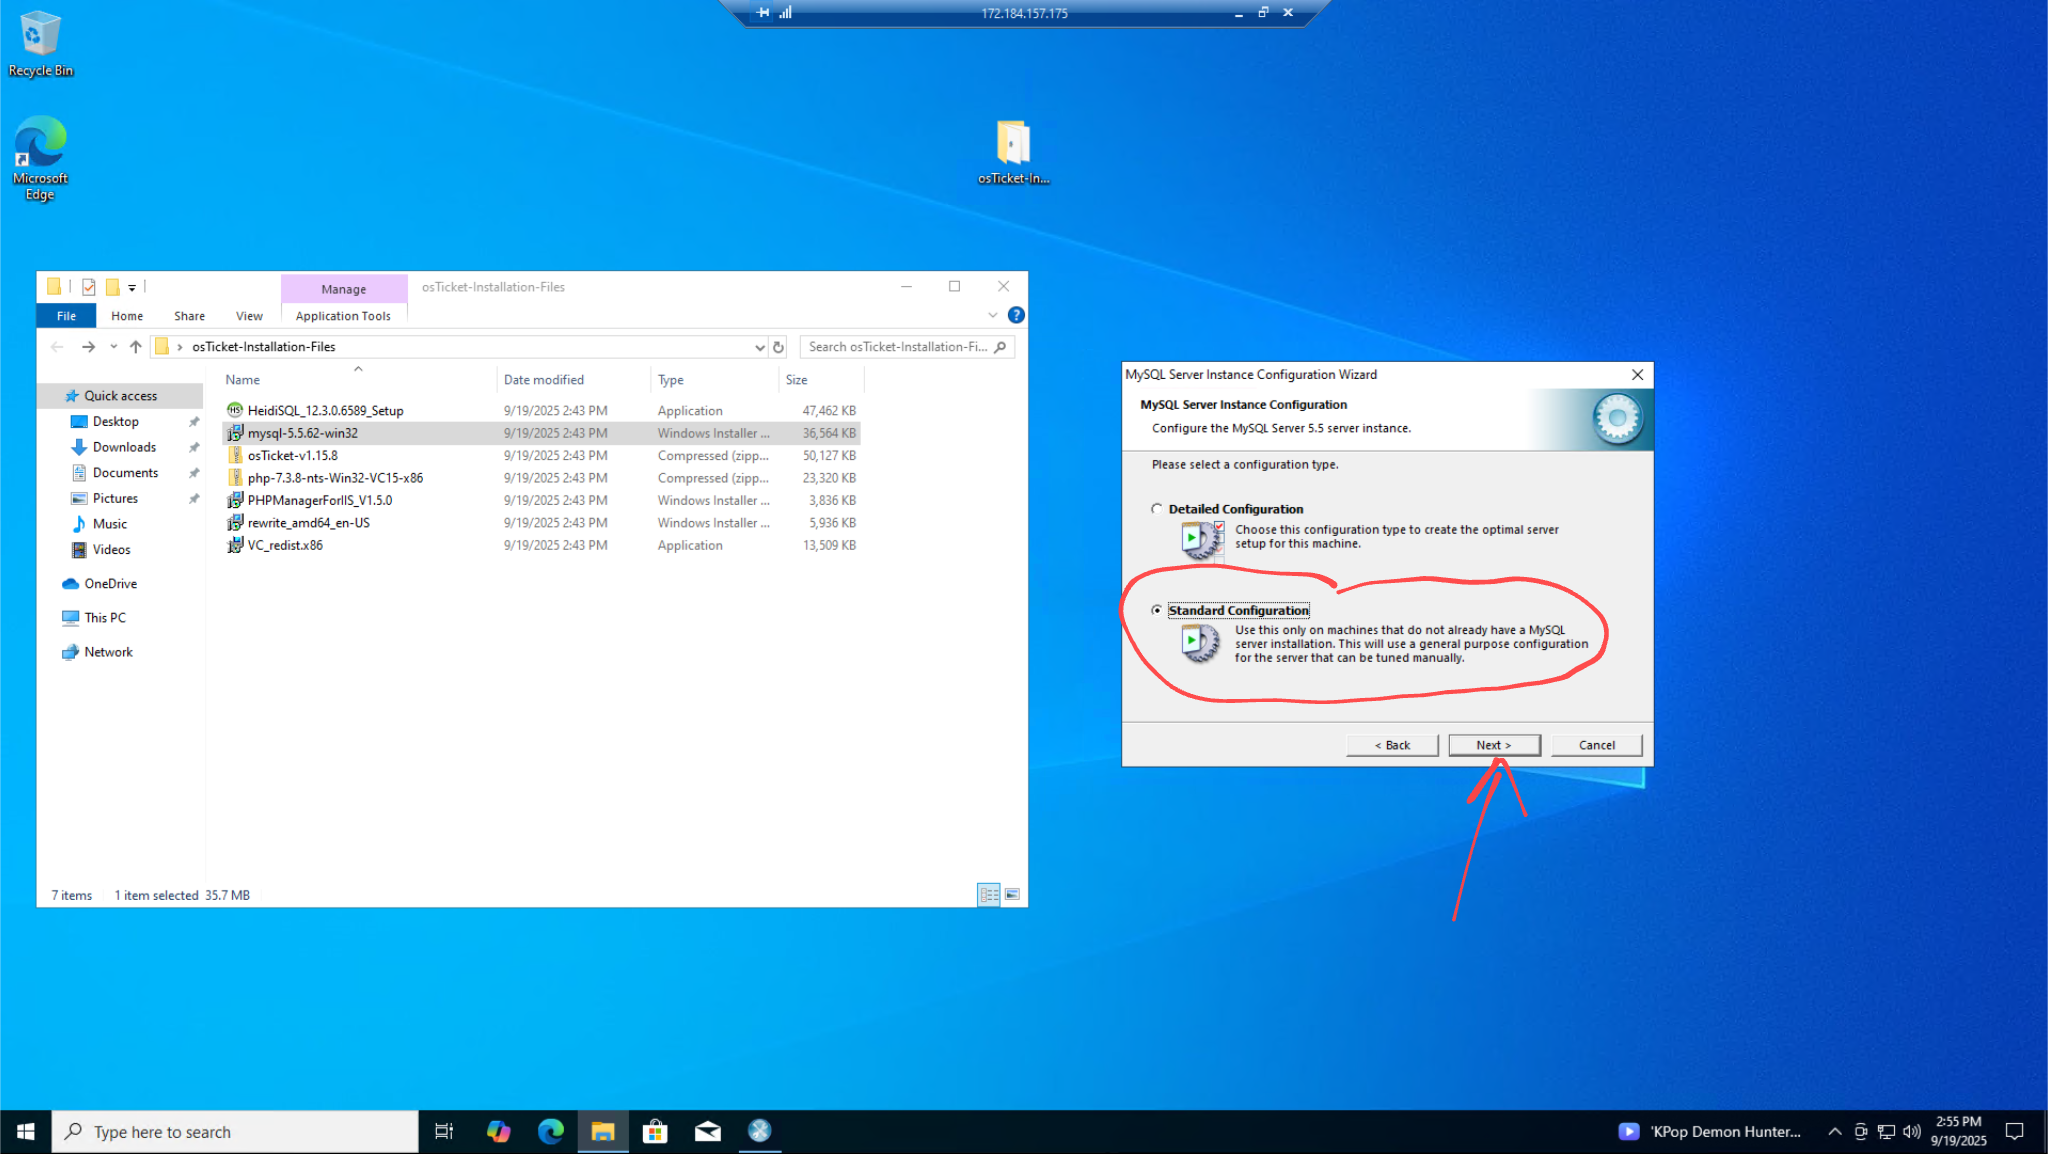 172.184.157.175
Recycle Bin
Microsoft
Edge
osTicket-In...
Manage
osTicket-Installation-Files
File
Home
Share
View
Application Tools
osTicket-Installation-Files
Search osTicket-Installation-Fi...
Name
Date modified
Type
Size
Quick access
Desktop
Downloads
Documents
Pictures
Music
Videos
OneDrive
This PC
Network
HeidiSQL_12.3.0.6589_Setup 9/19/2025 2:43 PM Application 47,462 KB
mysql-5.5.62-win32 9/19/2025 2:43 PM Windows Installer ... 36,564 KB
osTicket-v1.15.8 9/19/2025 2:43 PM Compressed (zipp... 50,127 KB
php-7.3.8-nts-Win32-VC15-x86 9/19/2025 2:43 PM Compressed (zipp... 23,320 KB
PHPManagerForIIS_V1.5.0 9/19/2025 2:43 PM Windows Installer ... 3,836 KB
rewrite_amd64_en-US 9/19/2025 2:43 PM Windows Installer ... 5,936 KB
VC_redist.x86 9/19/2025 2:43 PM Application 13,509 KB
7 items
1 item selected 35.7 MB
MySQL Server Instance Configuration Wizard
MySQL Server Instance Configuration
Configure the MySQL Server 5.5 server instance.
Please select a configuration type.
Detailed Configuration
Choose this configuration type to create the optimal server
setup for this machine.
Standard Configuration
Use this only on machines that do not already have a MySQL
server installation. This will use a general purpose configuration
for the server that can be tuned manually.
< Back
Next >
Cancel
Type here to search
'KPop Demon Hunter...
2:55 PM
9/19/2025